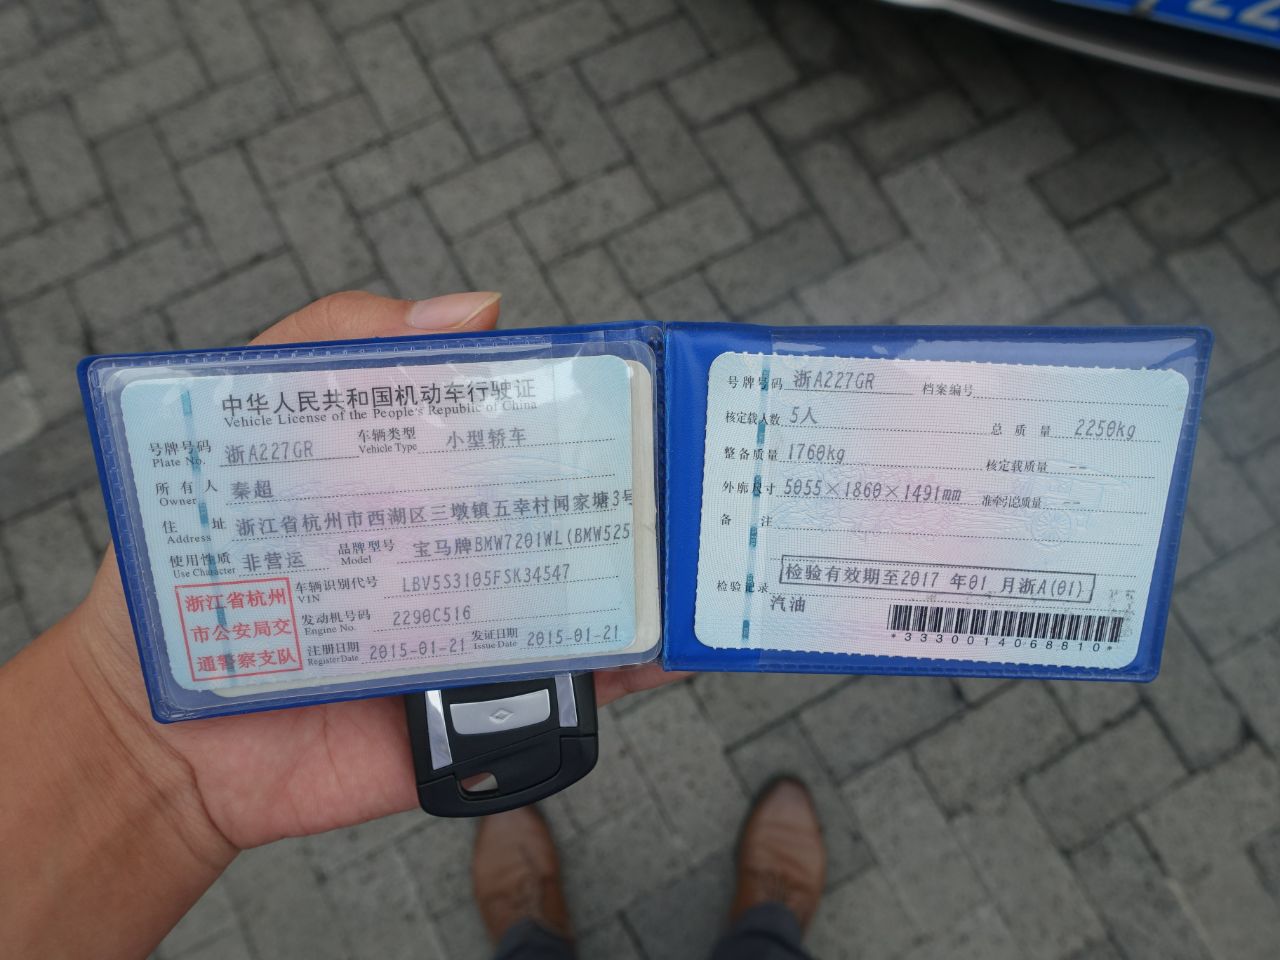 中华人民共和国机动车行驶证
Vehicle License of the People's Republic of China
号牌号码 浙A227GR 车辆类型 小型轿车
Plate No. Vehicle Type
所有人 秦超
Owner
住址 浙江省杭州市西湖区三墩镇五幸村闻家塘3号
Address
使用性质 非营运 品牌型号 宝马牌BMW7201WL(BMW525
Use Character Model
浙江省杭州
市公安局交
通警察支队
车辆识别代号 LBV5S3105FSK34547
VIN
发动机号码 2290C516
Engine No.
注册日期 2015-01-21 发证日期 2015-01-21
Register Date Issue Date
号牌号码 浙A227GR 档案编号
核定载人数 5人 总质量 2250kg
整备质量 1760kg 核定载质量 --
外廓尺寸 5055×1860×1491mm 准牵引总质量 --
备注
检验记录 检验有效期至2017年01月浙A(01)
汽油
*3330014068810*